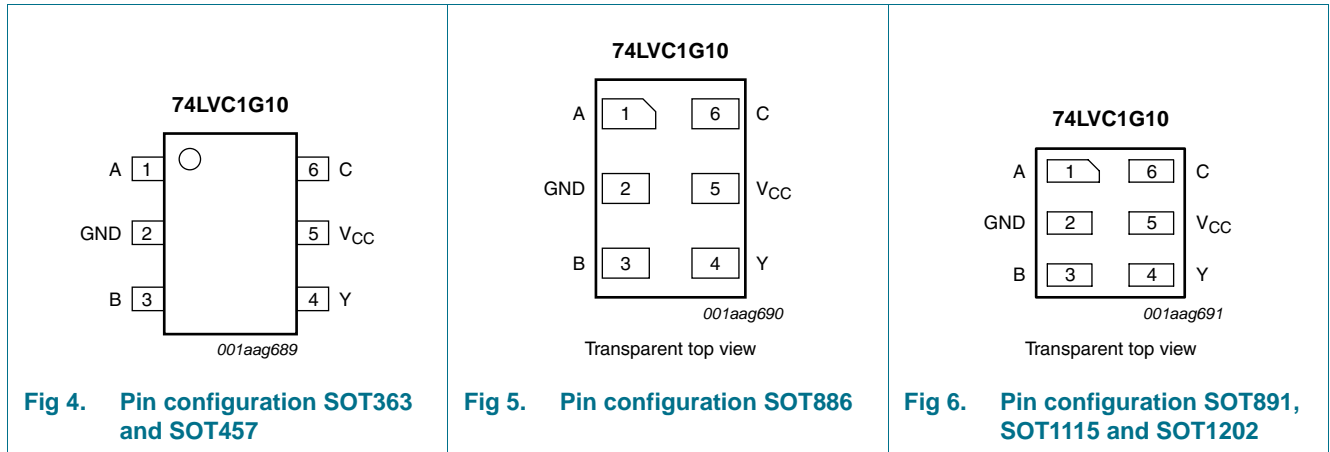 74LVC1G10
A 1 6 C
GND 2 5 VCC
B 3 4 Y
001aag689
Fig 4. Pin configuration SOT363
and SOT457
74LVC1G10
A 1 6 C
GND 2 5 VCC
B 3 4 Y
001aag690
Transparent top view
Fig 5. Pin configuration SOT886
74LVC1G10
A 1 6 C
GND 2 5 VCC
B 3 4 Y
001aag691
Transparent top view
Fig 6. Pin configuration SOT891,
SOT1115 and SOT1202